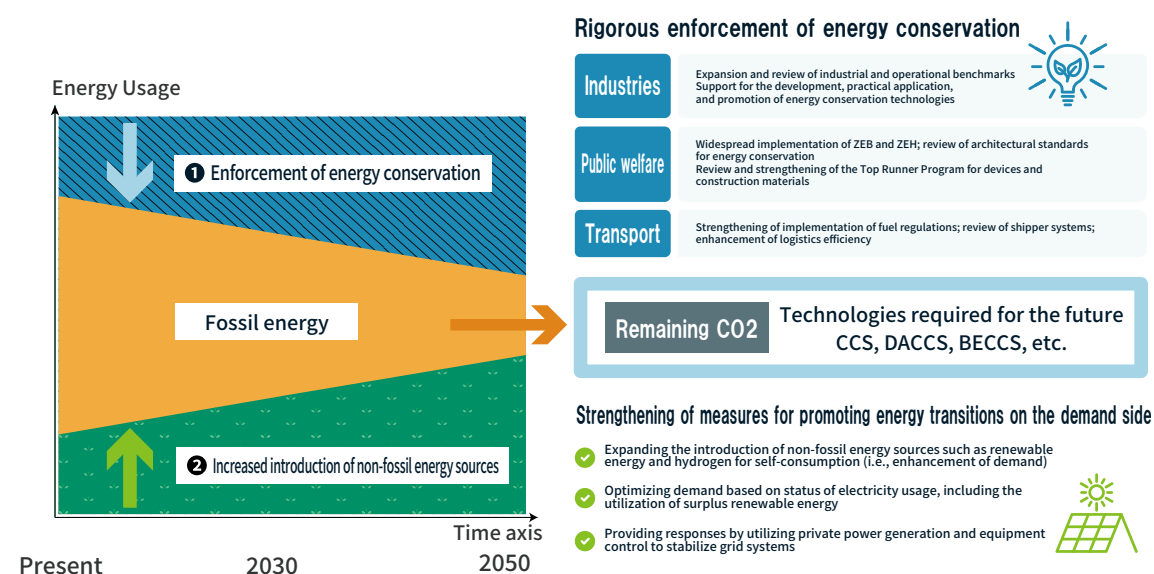 Energy Usage
❶ Enforcement of energy conservation
Fossil energy
❷ Increased introduction of non-fossil energy sources
Time axis
Present
2030
2050
Rigorous enforcement of energy conservation
Industries
Expansion and review of industrial and operational benchmarks
Support for the development, practical application,
and promotion of energy conservation technologies
Public welfare
Widespread implementation of ZEB and ZEH; review of architectural standards
for energy conservation
Review and strengthening of the Top Runner Program for devices and
construction materials
Transport
Strengthening of implementation of fuel regulations; review of shipper systems;
enhancement of logistics efficiency
Remaining CO2
Technologies required for the future
CCS, DACCS, BECCS, etc.
Strengthening of measures for promoting energy transitions on the demand side
Expanding the introduction of non-fossil energy sources such as renewable
energy and hydrogen for self-consumption (i.e., enhancement of demand)
Optimizing demand based on status of electricity usage, including the
utilization of surplus renewable energy
Providing responses by utilizing private power generation and equipment
control to stabilize grid systems